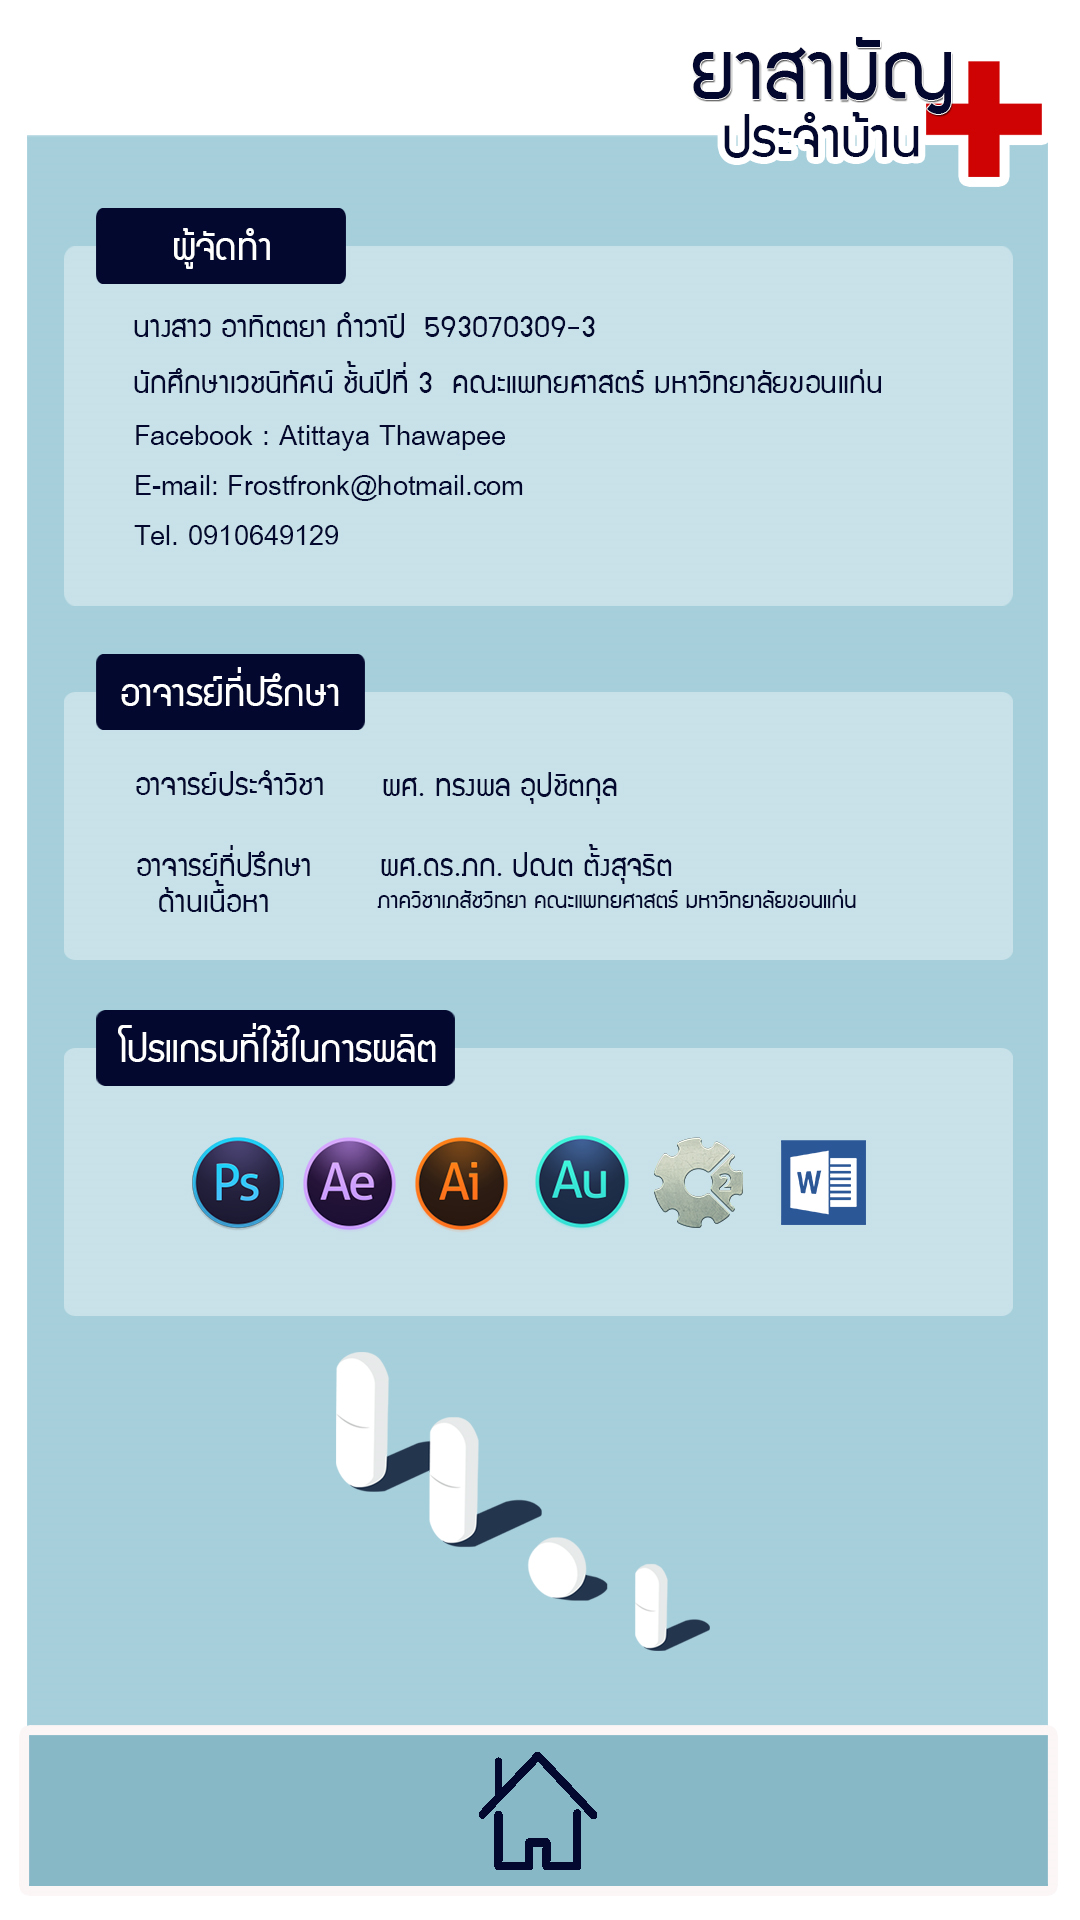 ยาสามัญ
ประจำบ้าน
ผู้จัดทำ
นางสาว อาทิตตยา ถำวาปี 593070309-3
นักศึกษาเวชนิทัศน์ ชั้นปีที่ 3 คณะแพทยศาสตร์ มหาวิทยาลัยขอนแก่น
Facebook : Atittaya Thawapee
E-mail: Frostfronk@hotmail.com
Tel. 0910649129
อาจารย์ที่ปรึกษา
อาจารย์ประจำวิชา ผศ. ทรงพล อุปชิตกุล
อาจารย์ที่ปรึกษา ผศ.ดร.ภก. ปณต ตั้งสุจริต
ด้านเนื้อหา ภาควิชาเภสัชวิทยา คณะแพทยศาสตร์ มหาวิทยาลัยขอนแก่น
โปรแกรมที่ใช้ในการผลิต
Ps Ae Ai Au 2 W